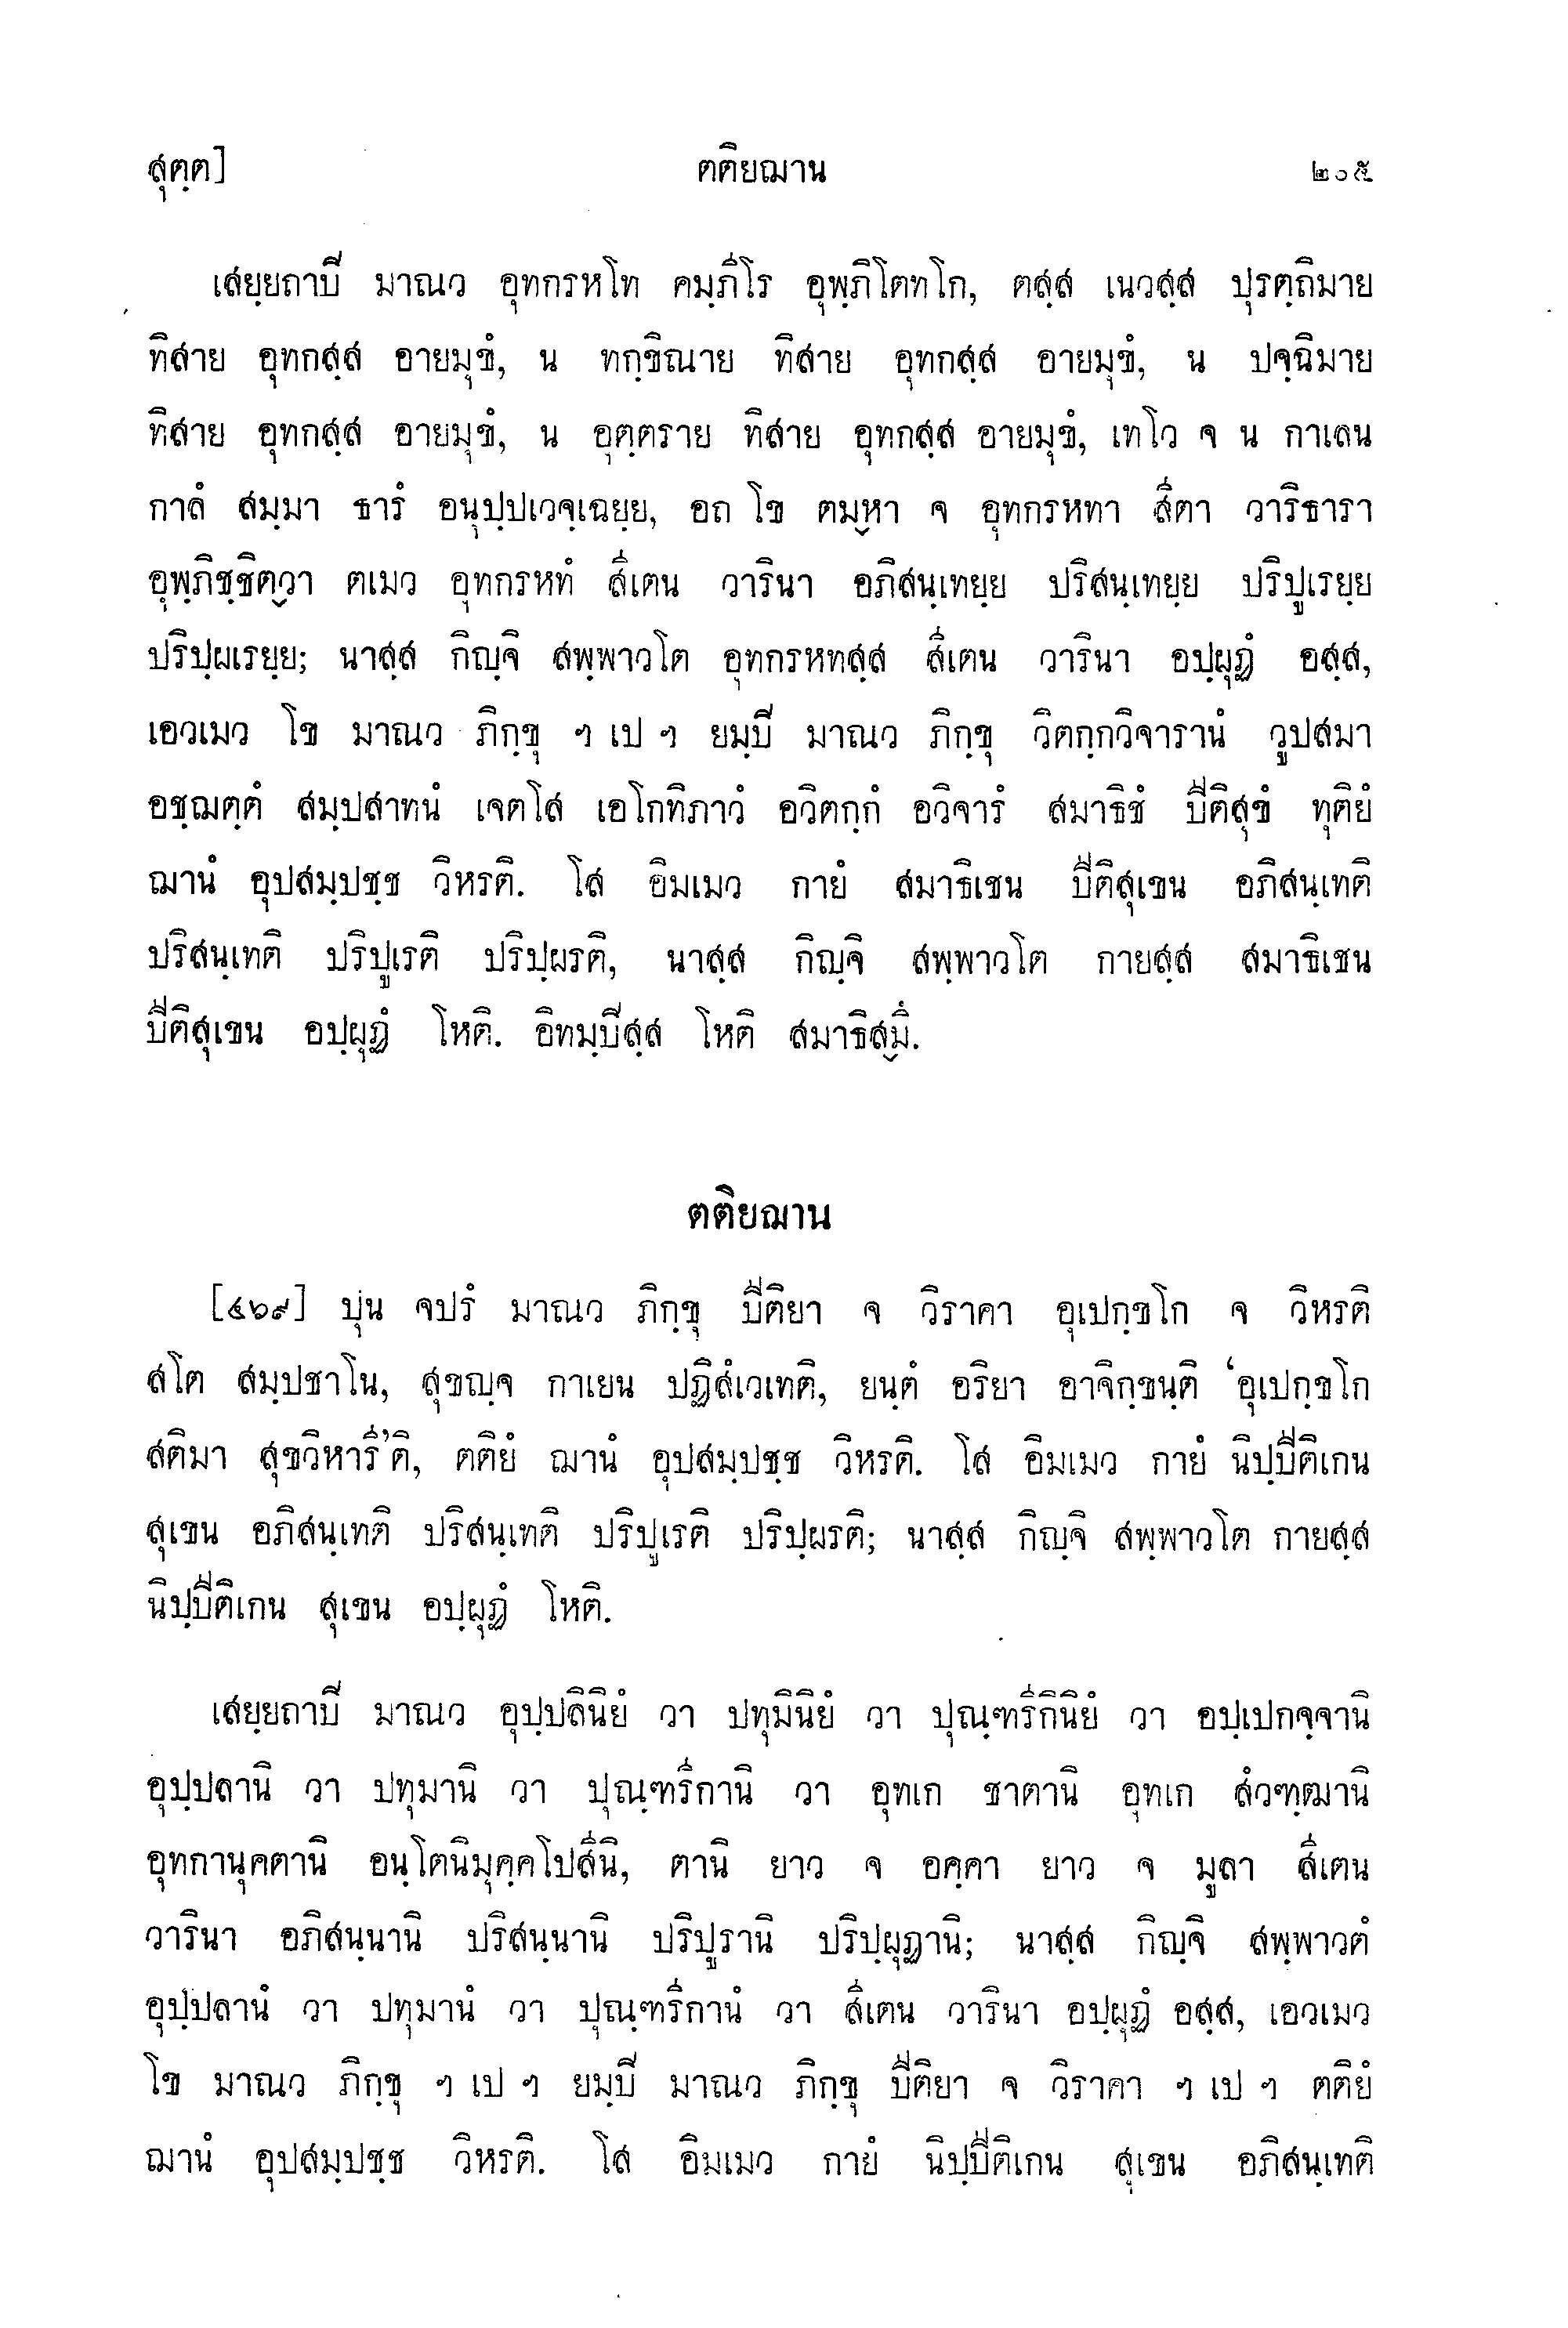 สุตฺต] ตติยฌาน ๒๐๕
เสยฺยถาปี มาณว อุทกรหโท คมฺภีโร อุพฺภิโตทโก, ตสฺส เนวสฺส ปุรตฺถิมาย
ทิสาย อุทกสฺส อายมุขํ, น ทกฺขิณาย ทิสาย อุทกสฺส อายมุขํ, น ปจฺฉิมาย
ทิสาย อุทกสฺส อายมุขํ, น อุตฺตราย ทิสาย อุทกสฺส อายมุขํ, เทโว จ น กาเลน
กาลํ สมฺมา ธารํ อนุปฺปเวจฺเฉยฺย, อถ โข ตมฺหา จ อุทกรหทา สีตา วาริธารา
อุพฺภิชฺชิตฺวา ตเมว อุทกรหทํ สีเตน วารินา อภิสนฺเทยฺย ปริสนฺเทยฺย ปริปูเรยฺย
ปริปฺผเรยฺย; นาสฺส กิญฺจิ สพฺพาวโต อุทกรหทสฺส สีเตน วารินา อปฺผุฏํ อสฺส,
เอวเมว โข มาณว ภิกฺขุ ฯ เป ฯ ยมฺปี มาณว ภิกฺขุ วิตกฺกวิจารานํ วูปสมา
อชฺฌตฺตํ สมฺปสาทนํ เจตโส เอโกทิภาวํ อวิตกฺกํ อวิจารํ สมาธิชํ ปีติสุขํ ทุติยํ
ฌานํ อุปสมฺปชฺช วิหรติ. โส อิมเมว กายํ สมาธิเชน ปีติสุเขน อภิสนฺเทติ
ปริสนฺเทติ ปริปูเรติ ปริปฺผรติ, นาสฺส กิญฺจิ สพฺพาวโต กายสฺส สมาธิเชน
ปีติสุเขน อปฺผุฏํ โหติ. อิทมฺปีสฺส โหติ สมาธิสฺมึ.
ตติยฌาน
[๔๖๙] ปุน จปรํ มาณว ภิกฺขุ ปีติยา จ วิราคา อุเปกฺขโก จ วิหรติ
สโต สมฺปชาโน, สุขญฺจ กาเยน ปฏิสํเวเทติ, ยนฺตํ อริยา อาจิกฺขนฺติ ‘อุเปกฺขโก
สติมา สุขวิหารี’ติ, ตติยํ ฌานํ อุปสมฺปชฺช วิหรติ. โส อิมเมว กายํ นิปฺปีติเกน
สุเขน อภิสนฺเทติ ปริสนฺเทติ ปริปูเรติ ปริปฺผรติ; นาสฺส กิญฺจิ สพฺพาวโต กายสฺส
นิปฺปีติเกน สุเขน อปฺผุฏํ โหติ.
เสยฺยถาปี มาณว อุปฺปลินิยํ วา ปทุมินิยํ วา ปุณฺฑรีกินิยํ วา อปฺเปกจฺจานิ
อุปฺปลานิ วา ปทุมานิ วา ปุณฺฑรีกานิ วา อุทเก ชาตานิ อุทเก สํวฑฺฒานิ
อุทกานุคตานิ อนฺโตนิมุคฺคโปสีนิ, ตานิ ยาว จ อคฺคา ยาว จ มูลา สีเตน
วารินา อภิสนฺนานิ ปริสนฺนานิ ปริปูรานิ ปริปฺผุฏานิ; นาสฺส กิญฺจิ สพฺพาวตํ
อุปฺปลานํ วา ปทุมานํ วา ปุณฺฑรีกานํ วา สีเตน วารินา อปฺผุฏํ อสฺส, เอวเมว
โข มาณว ภิกฺขุ ฯ เป ฯ ยมฺปี มาณว ภิกฺขุ ปีติยา จ วิราคา ฯ เป ฯ ตติยํ
ฌานํ อุปสมฺปชฺช วิหรติ. โส อิมเมว กายํ นิปฺปีติเกน สุเขน อภิสนฺเทติ